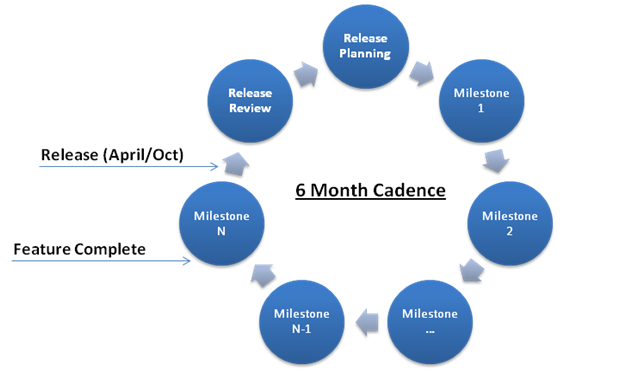 Release
Planning
Milestone
1
Milestone
2
Milestone
...
Milestone
N-1
Milestone
N
Release
Review
Release (April/Oct)
Feature Complete
6 Month Cadence